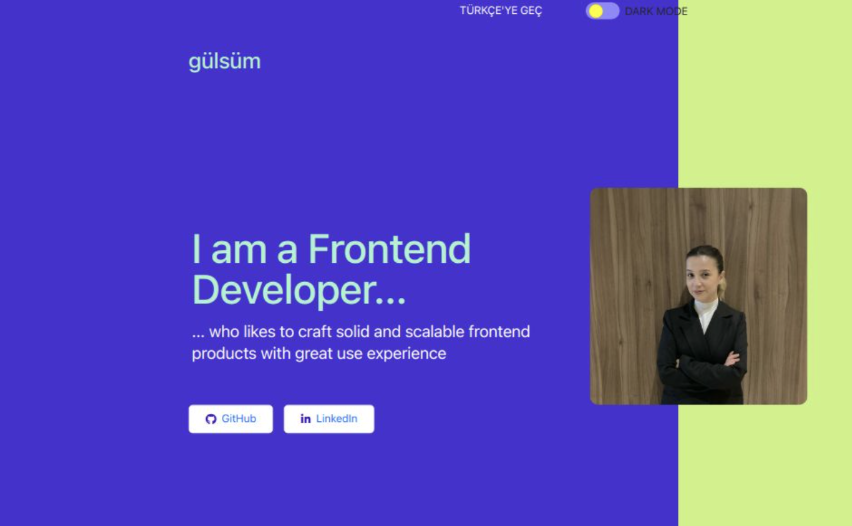 TÜRKÇE'YE GEÇ DARK MODE
gülsüm
I am a Frontend
Developer...
... who likes to craft solid and scalable frontend
products with great use experience
GitHub LinkedIn